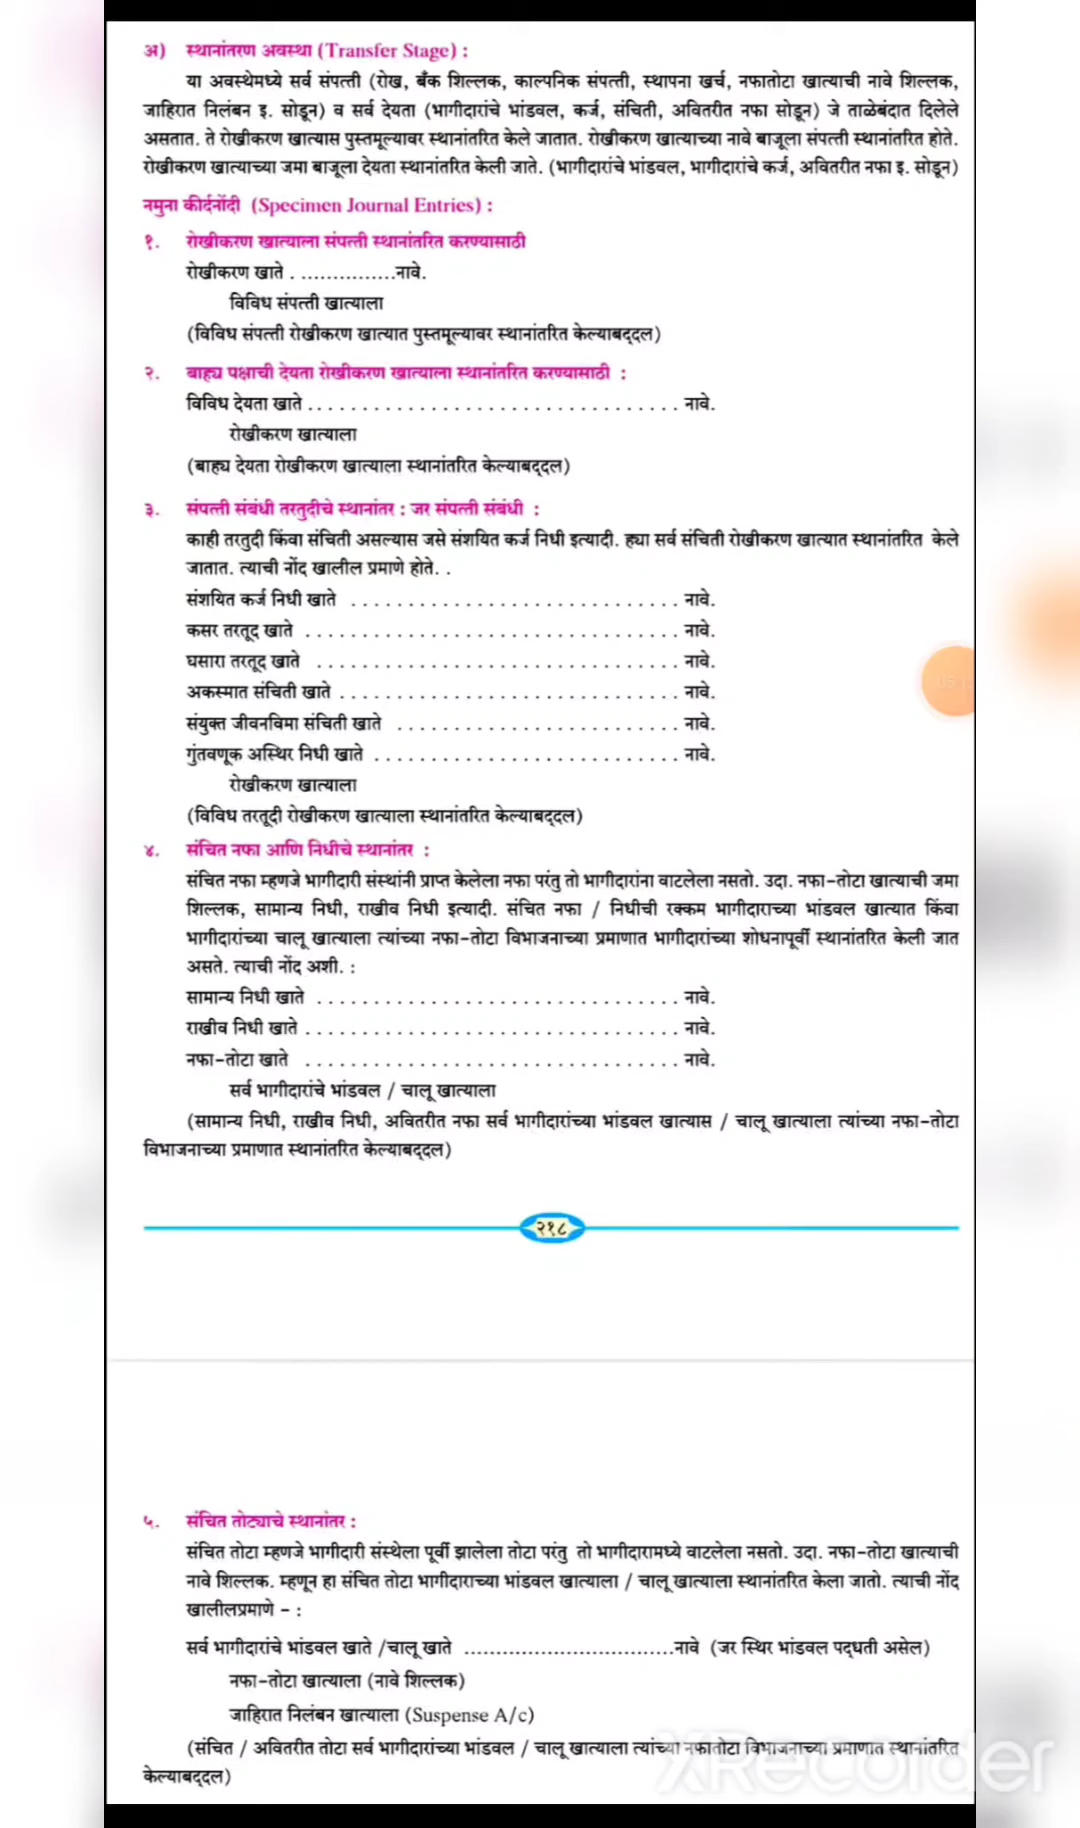 अ) स्थानांतरण अवस्था (Transfer Stage) :
या अवस्थेमध्ये सर्व संपत्ती (रोख, बँक शिल्लक, काल्पनिक संपत्ती, स्थापना खर्च, नफातोटा खात्याची नावे शिल्लक,
जाहिरात निलंबन इ. सोडून) व सर्व देयता (भागीदारांचे भांडवल, कर्ज, संचिती, अवितरीत नफा सोडून) जे ताळेबंदात दिलेले
असतात. ते रोखीकरण खात्यास पुस्तमूल्यावर स्थानांतरित केले जातात. रोखीकरण खात्याच्या नावे बाजूला संपत्ती स्थानांतरित होते.
रोखीकरण खात्याच्या जमा बाजूला देयता स्थानांतरित केली जाते. (भागीदारांचे भांडवल, भागीदारांचे कर्ज, अवितरीत नफा इ. सोडून)
नमुना कीर्दनोंदी (Specimen Journal Entries) :
१. रोखीकरण खात्याला संपत्ती स्थानांतरित करण्यासाठी
रोखीकरण खाते . ................नावे.
विविध संपत्ती खात्याला
(विविध संपत्ती रोखीकरण खात्यात पुस्तमूल्यावर स्थानांतरित केल्याबद्दल)
२. बाह्य पक्षाची देयता रोखीकरण खात्याला स्थानांतरित करण्यासाठी :
विविध देयता खाते . . . . . . . . . . . . . . . . . . . . . . . . . . . . . . . . नावे.
रोखीकरण खात्याला
(बाह्य देयता रोखीकरण खात्याला स्थानांतरित केल्याबद्दल)
३. संपत्ती संबंधी तरतुदीचे स्थानांतर : जर संपत्ती संबंधी :
काही तरतुदी किंवा संचिती असल्यास जसे संशयित कर्ज निधी इत्यादी. ह्या सर्व संचिती रोखीकरण खात्यात स्थानांतरित केले
जातात. त्याची नोंद खालील प्रमाणे होते. .
संशयित कर्ज निधी खाते . . . . . . . . . . . . . . . . . . . . . . . . . . . . . नावे.
कसर तरतूद खाते . . . . . . . . . . . . . . . . . . . . . . . . . . . . . . . . . नावे.
घसारा तरतूद खाते . . . . . . . . . . . . . . . . . . . . . . . . . . . . . . . . नावे.
अकस्मात संचिती खाते . . . . . . . . . . . . . . . . . . . . . . . . . . . . . . नावे.
संयुक्त जीवनविमा संचिती खाते . . . . . . . . . . . . . . . . . . . . . . . . . नावे.
गुंतवणूक अस्थिर निधी खाते . . . . . . . . . . . . . . . . . . . . . . . . . . . नावे.
रोखीकरण खात्याला
(विविध तरतूदी रोखीकरण खात्याला स्थानांतरित केल्याबद्दल)
४. संचित नफा आणि निधीचे स्थानांतर :
संचित नफा म्हणजे भागीदारी संस्थांनी प्राप्त केलेला नफा परंतु तो भागीदारांना वाटलेला नसतो. उदा. नफा-तोटा खात्याची जमा
शिल्लक, सामान्य निधी, राखीव निधी इत्यादी. संचित नफा / निधीची रक्कम भागीदाराच्या भांडवल खात्यात किंवा
भागीदारांच्या चालू खात्याला त्यांच्या नफा-तोटा विभाजनाच्या प्रमाणात भागीदारांच्या शोधनापूर्वी स्थानांतरित केली जात
असते. त्याची नोंद अशी. :
सामान्य निधी खाते . . . . . . . . . . . . . . . . . . . . . . . . . . . . . . . . नावे.
राखीव निधी खाते . . . . . . . . . . . . . . . . . . . . . . . . . . . . . . . . . नावे.
नफा-तोटा खाते . . . . . . . . . . . . . . . . . . . . . . . . . . . . . . . . . नावे.
सर्व भागीदारांचे भांडवल / चालू खात्याला
(सामान्य निधी, राखीव निधी, अवितरीत नफा सर्व भागीदारांच्या भांडवल खात्यास / चालू खात्याला त्यांच्या नफा-तोटा
विभाजनाच्या प्रमाणात स्थानांतरित केल्याबद्दल)
२१८
५. संचित तोट्याचे स्थानांतर :
संचित तोटा म्हणजे भागीदारी संस्थेला पूर्वी झालेला तोटा परंतु तो भागीदारामध्ये वाटलेला नसतो. उदा. नफा-तोटा खात्याची
नावे शिल्लक. म्हणून हा संचित तोटा भागीदाराच्या भांडवल खात्याला / चालू खात्याला स्थानांतरित केला जातो. त्याची नोंद
खालीलप्रमाणे - :
सर्व भागीदारांचे भांडवल खाते /चालू खाते ..................................नावे (जर स्थिर भांडवल पद्धती असेल)
नफा-तोटा खात्याला (नावे शिल्लक)
जाहिरात निलंबन खात्याला (Suspense A/c)
(संचित / अवितरीत तोटा सर्व भागीदारांच्या भांडवल / चालू खात्याला त्यांच्या नफातोटा विभाजनाच्या प्रमाणात स्थानांतरित
केल्याबद्दल)
XRecorder